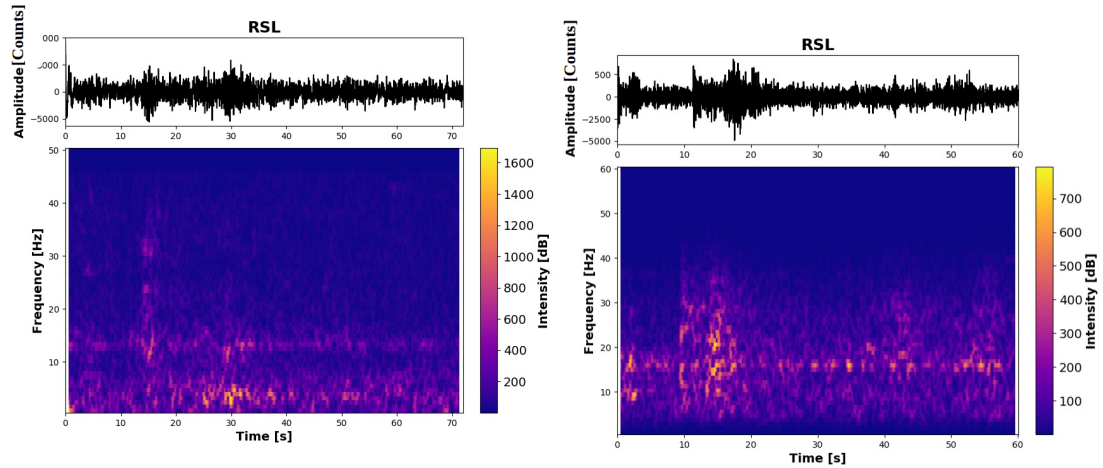 RSL
Amplitude[Counts]
000
,000
0
−5000
0 10 20 30 40 50 60 70
50
40
30
20
10
Frequency [Hz]
0 10 20 30 40 50 60 70
Time [s]
1600
1400
1200
1000
800
600
400
200
Intensity [dB]
RSL
Amplitude [Counts]
5000
0
−2500
−5000
0 10 20 30 40 50 60
60
50
40
30
20
10
Frequency [Hz]
0 10 20 30 40 50 60
Time [s]
700
600
500
400
300
200
100
Intensity [dB]